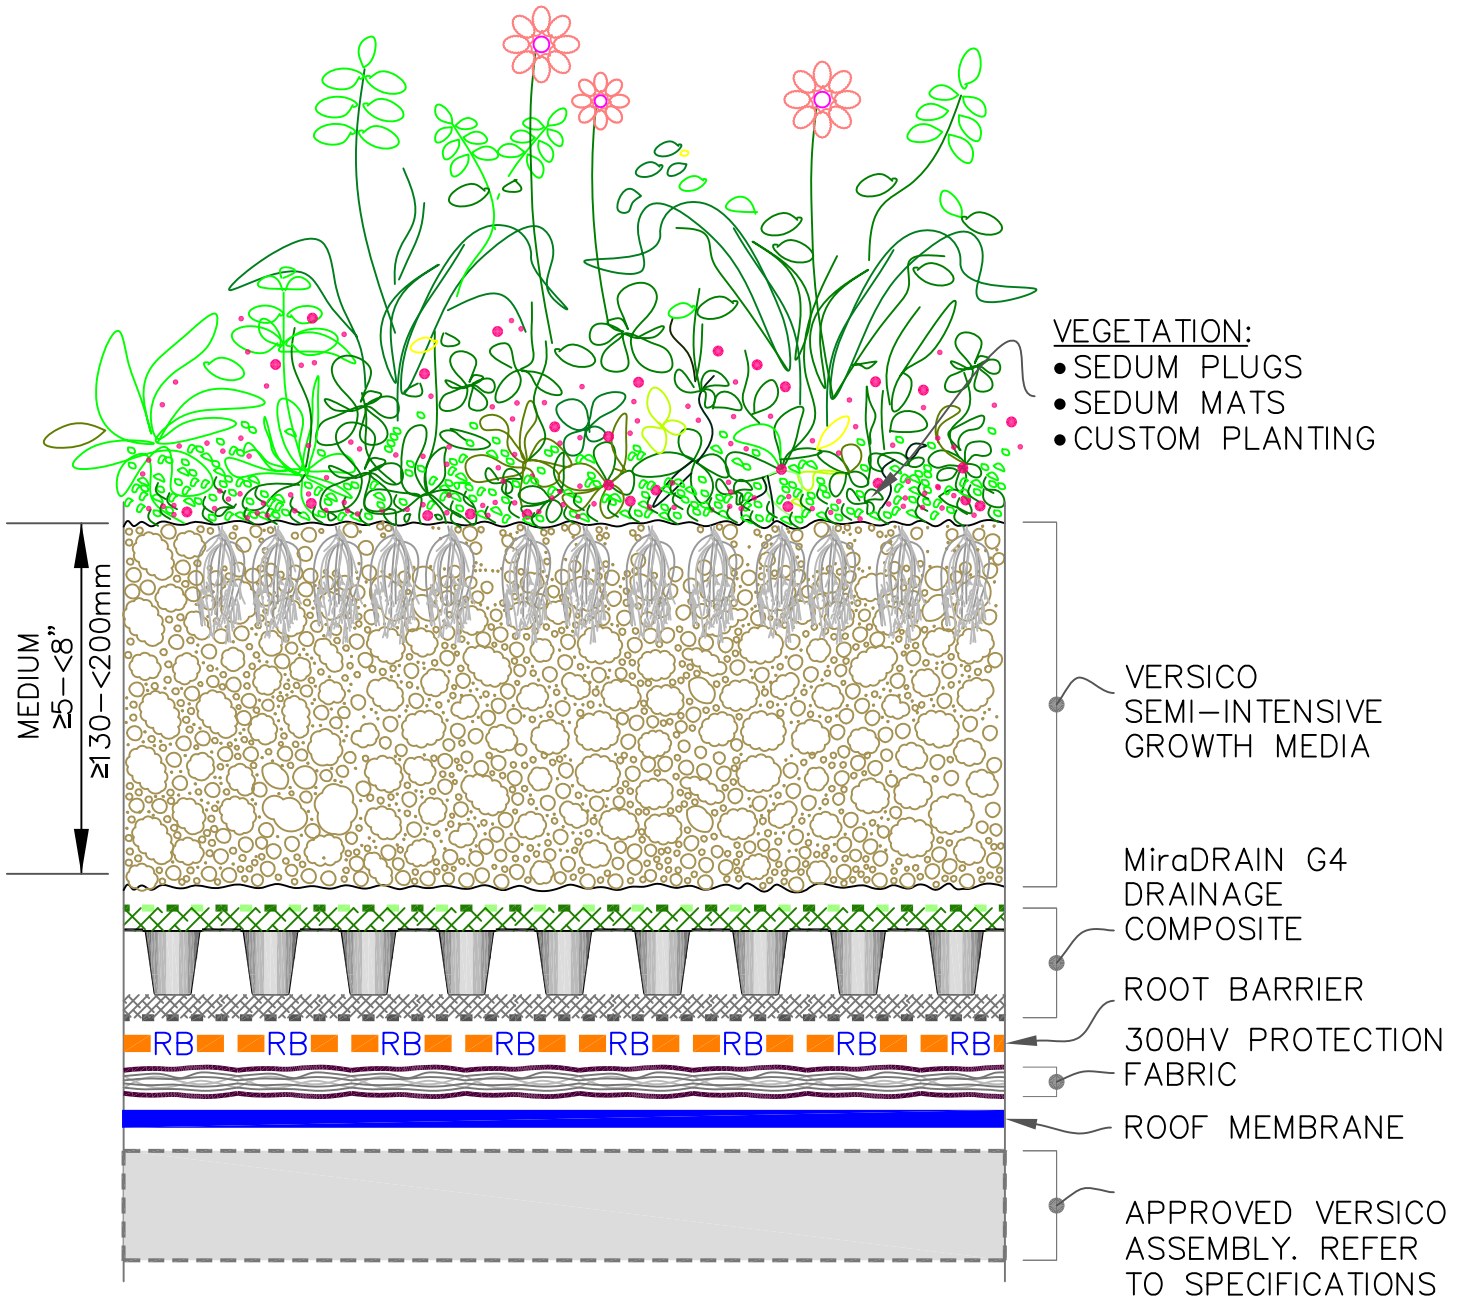 VEGETATION:
• SEDUM PLUGS
• SEDUM MATS
• CUSTOM PLANTING
MEDIUM
≥5-<8"
≥130-<200mm
VERSICO
SEMI-INTENSIVE
GROWTH MEDIA
MiraDRAIN G4
DRAINAGE
COMPOSITE
ROOT BARRIER
RB RB RB RB RB RB RB RB
300HV PROTECTION
FABRIC
ROOF MEMBRANE
APPROVED VERSICO
ASSEMBLY. REFER
TO SPECIFICATIONS